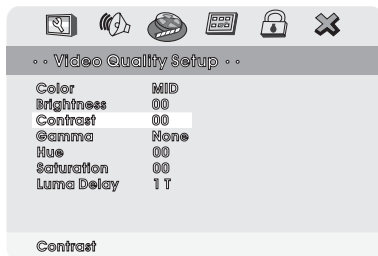 ·· Video Quality Setup ··
Color MID
Brightness 00
Contrast 00
Gamma None
Hue 00
Saturation 00
Luma Delay 1 T
Contrast